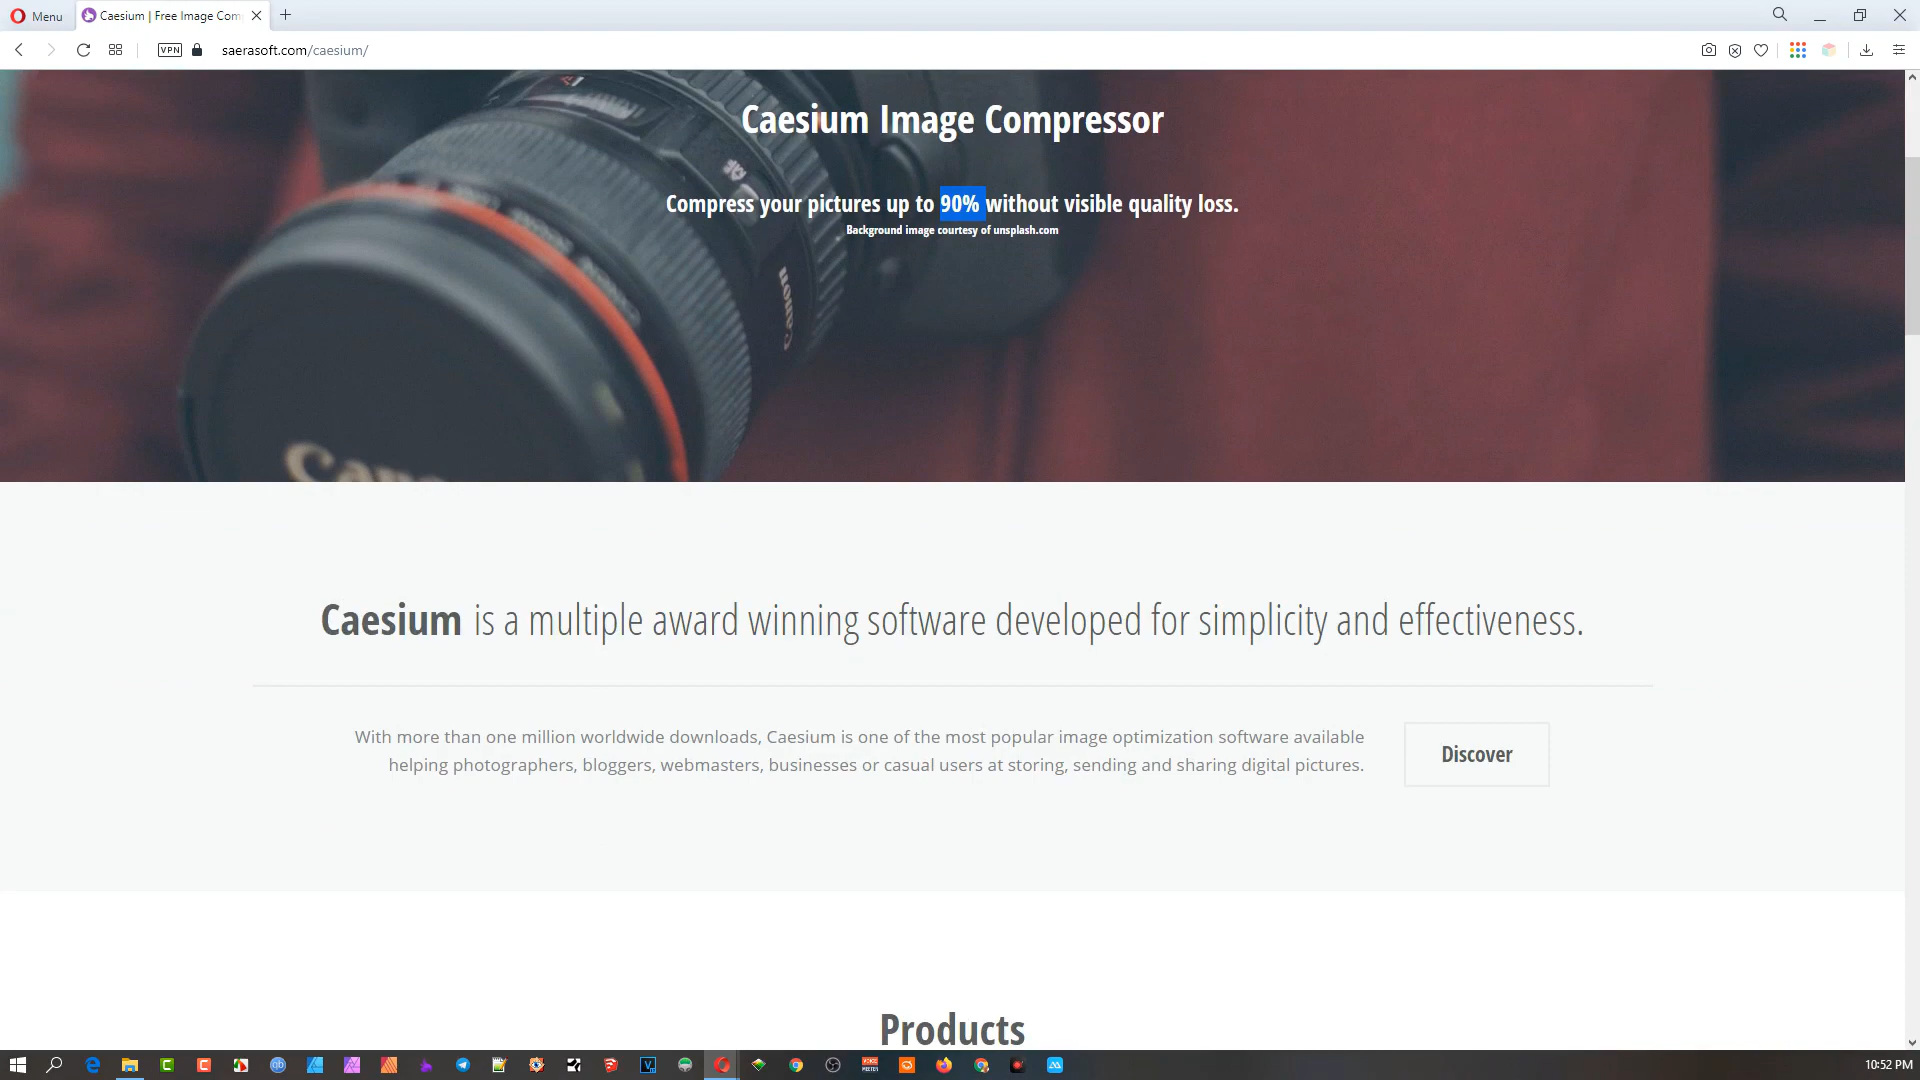 Menu
Caesium | Free Image Com
VPN
saerasoft.com/caesium/
Caesium Image Compressor
Compress your pictures up to 90% without visible quality loss.
Background image courtesy of unsplash.com
Canon
Caesium is a multiple award winning software developed for simplicity and effectiveness.
With more than one million worldwide downloads, Caesium is one of the most popular image optimization software available
helping photographers, bloggers, webmasters, businesses or casual users at storing, sending and sharing digital pictures.
Discover
Products
10:52 PM